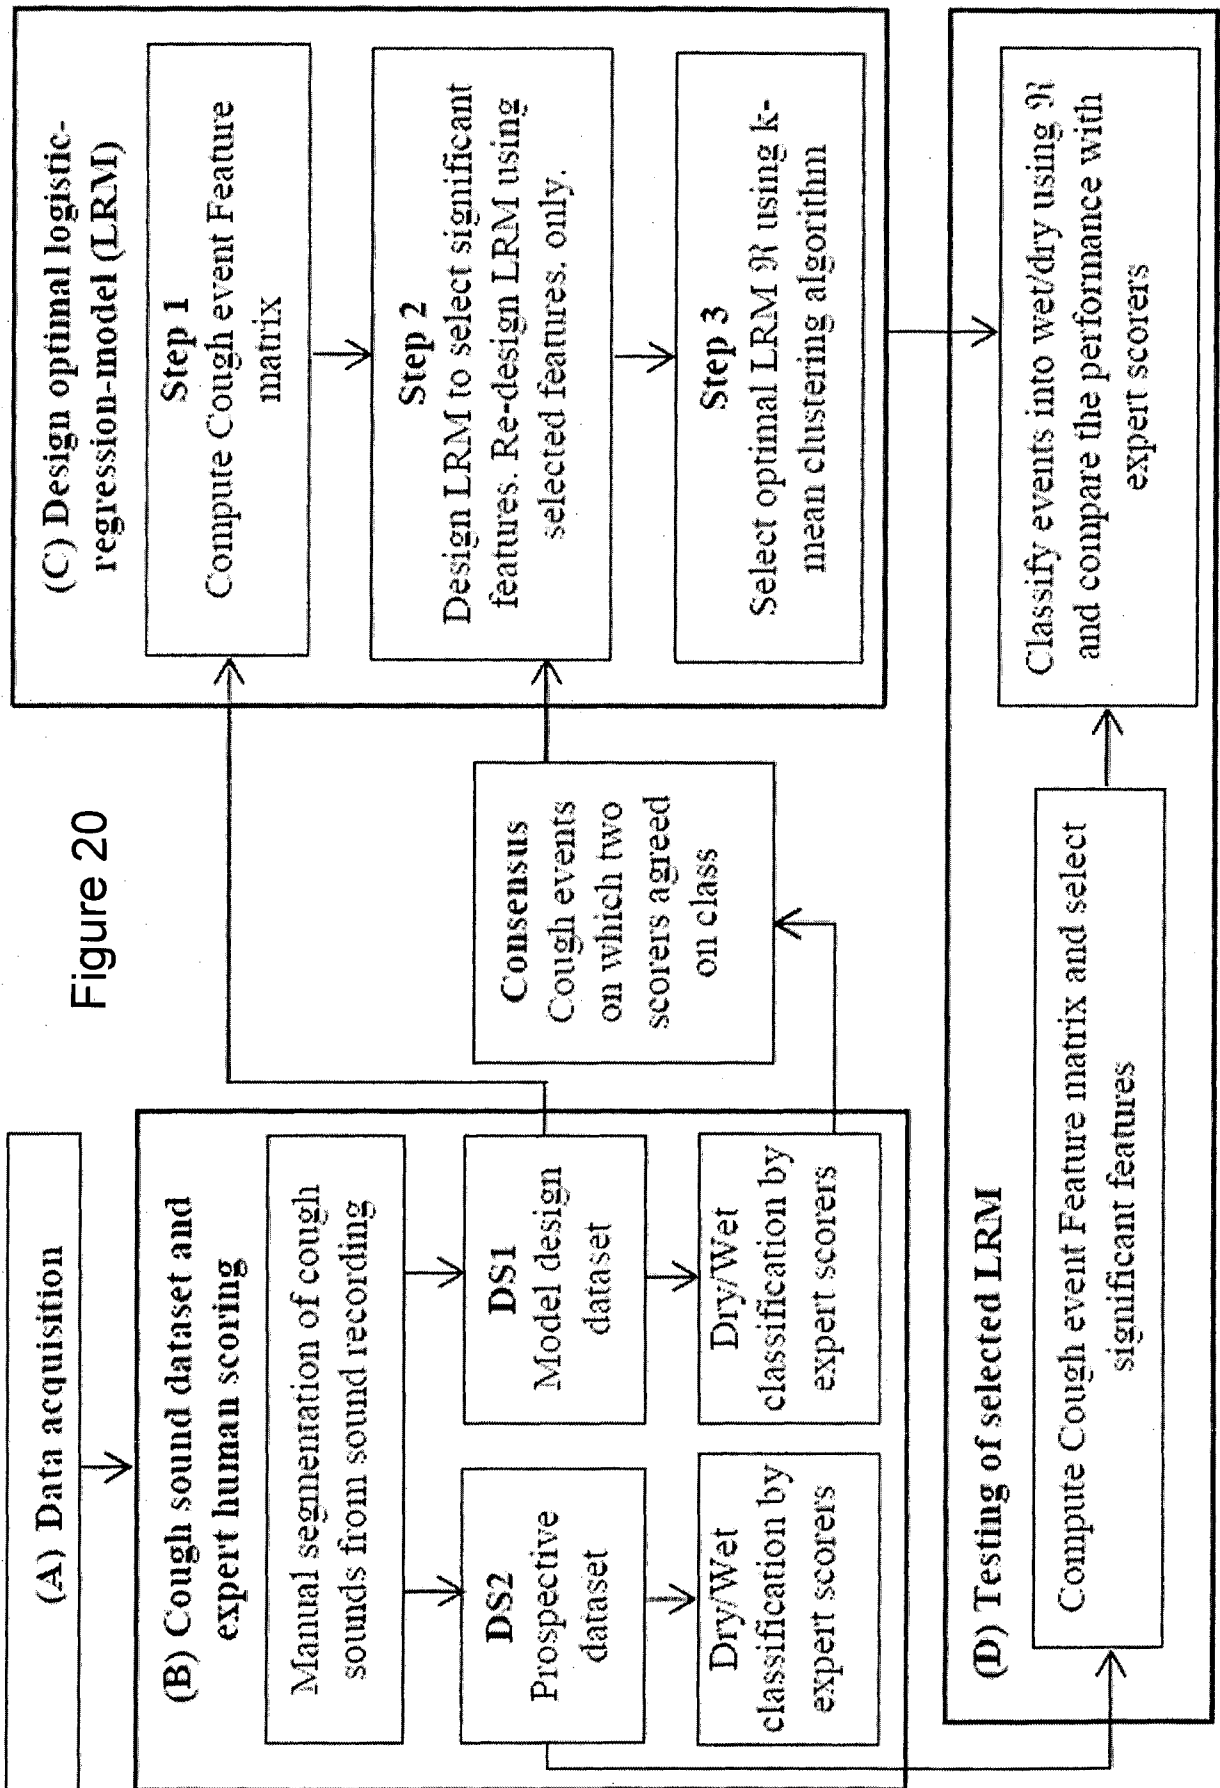 Figure 20
(A) Data acquisition
(B) Cough sound dataset and
expert human scoring
Manual segmentation of cough
sounds from sound recording
DS2
Prospective
dataset
DS1
Model design
dataset
Dry/Wet
classification by
expert scorers
Dry/Wet
classification by
expert scorers
Consensus
Cough events
on which two
scorers agreed
on class
(C) Design optimal logistic-
regression-model (LRM)
Step 1
Compute Cough event Feature
matrix
Step 2
Design LRM to select significant
features. Re-design LRM using
selected features. only.
Step 3
Select optimal LRM ℜ using k-
mean clustering algorithm
(D) Testing of selected LRM
Compute Cough event Feature matrix and select
significant features
Classify events into wet/dry using ℜ
and compare the performance with
expert scorers